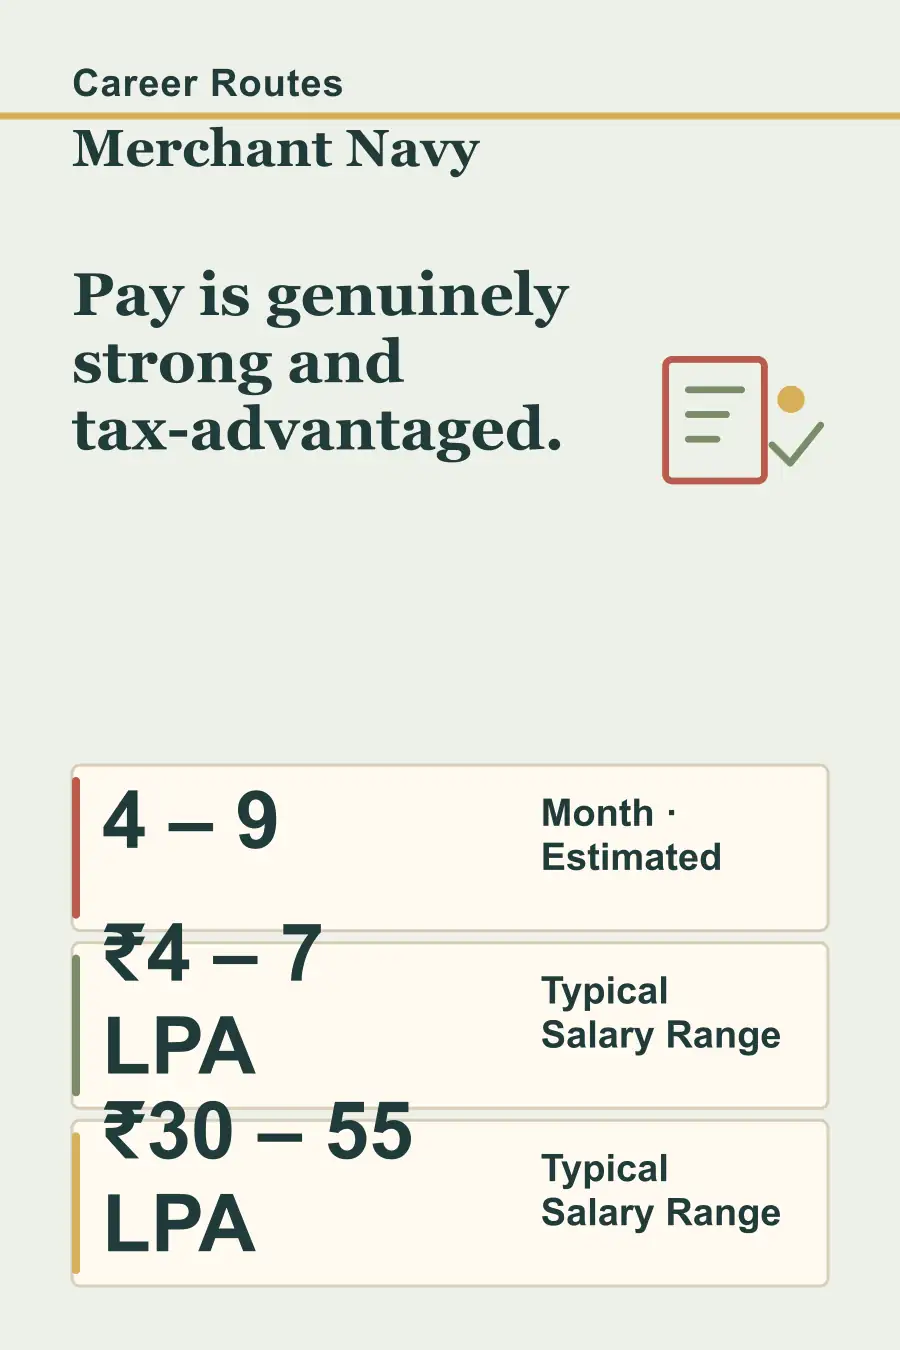 Career Routes
Merchant Navy
Pay is genuinely
strong and
tax-advantaged.
4 – 9
Month ·
Estimated
₹4 – 7
LPA
Typical
Salary Range
₹30 – 55
LPA
Typical
Salary Range